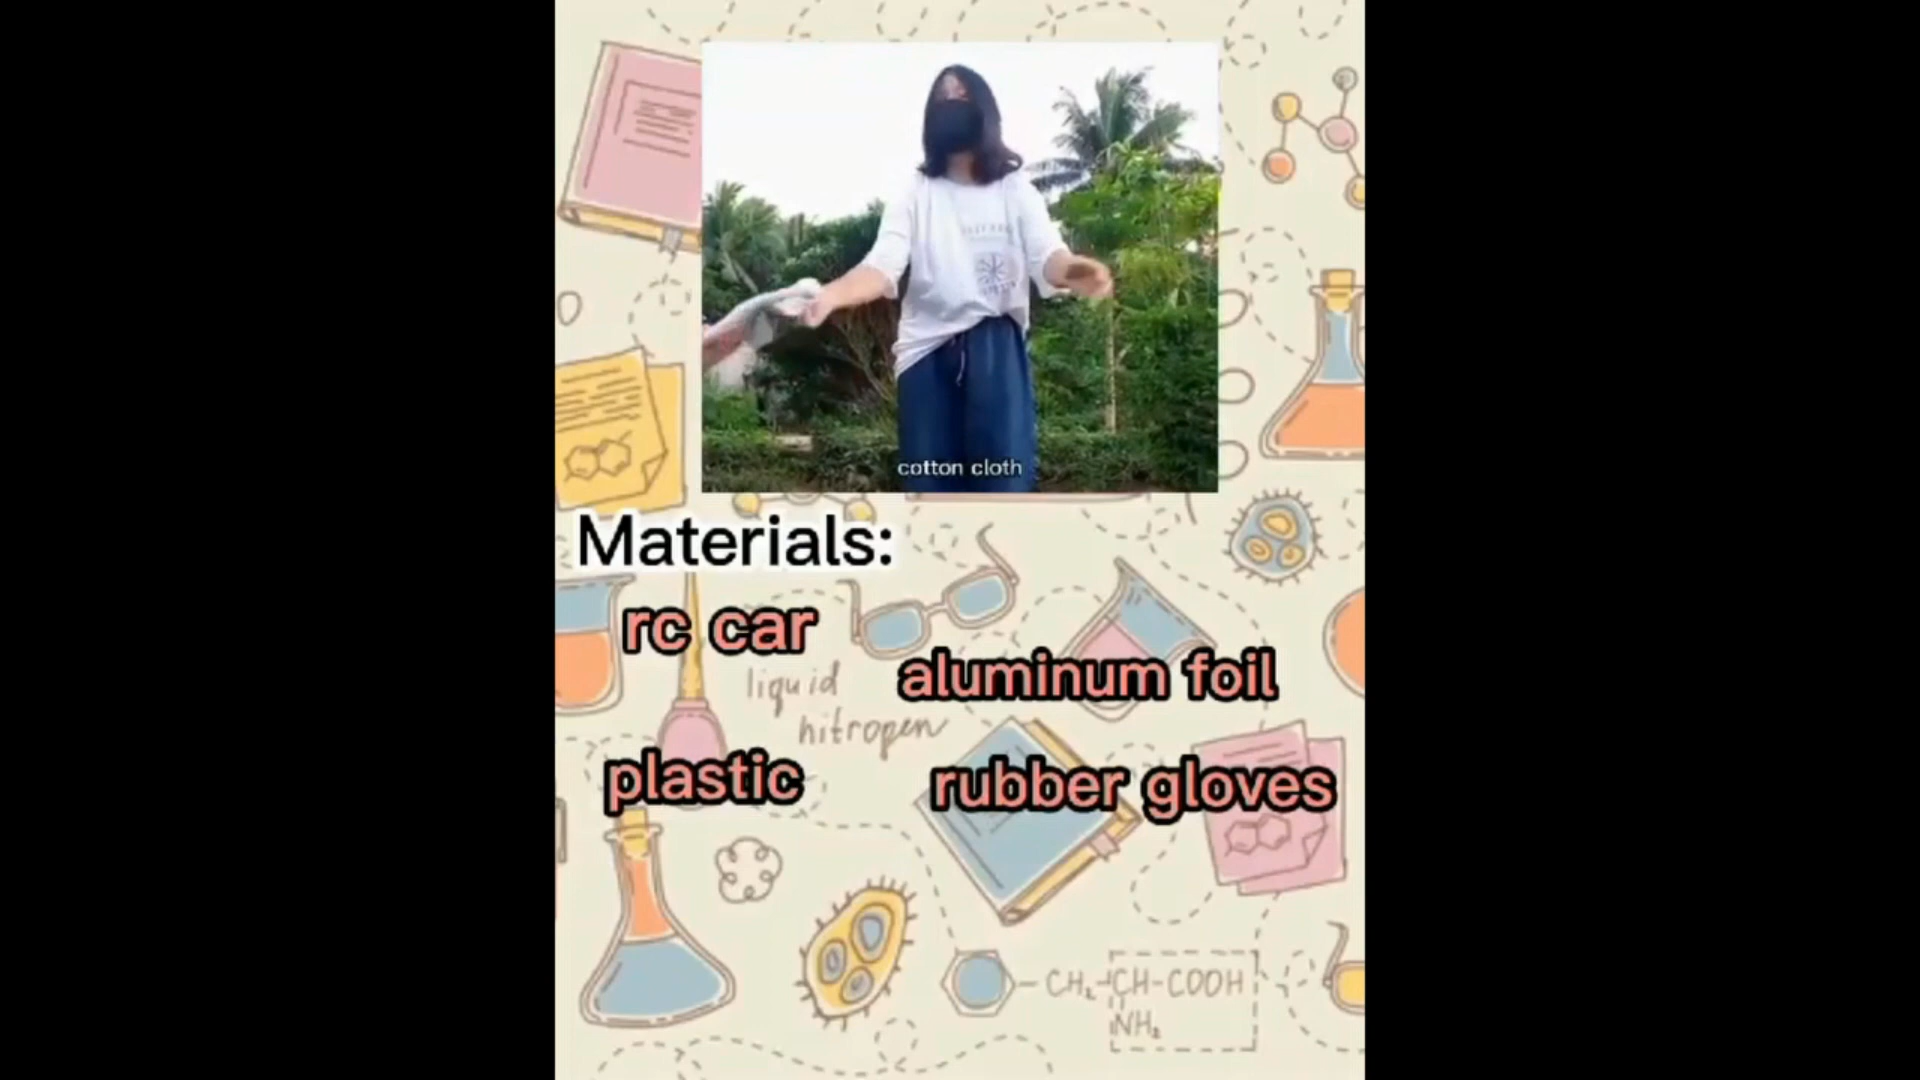 cotton cloth
Materials:
rc car
aluminum foil
liquid
nitrogen
plastic
rubber gloves
CH₂-CH-COOH
NH₂